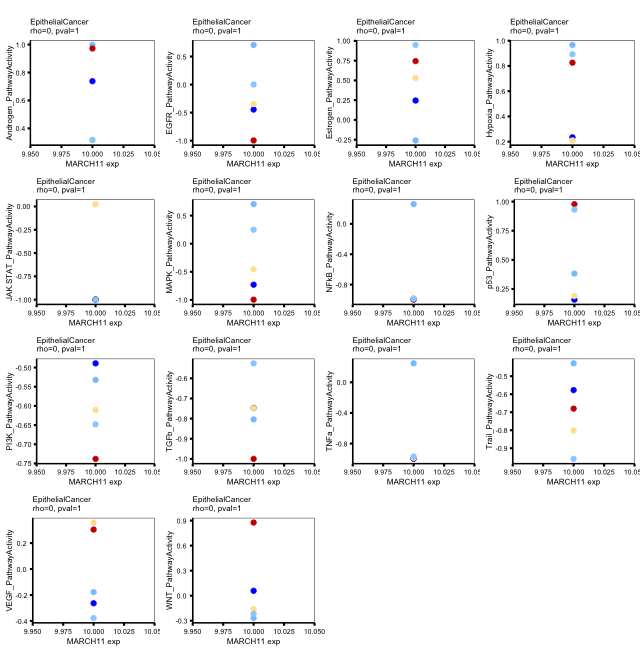 EpithelialCancer
rho=0, pval=1
Androgen_PathwayActivity
1.0
0.8
0.6
0.4
9.950 9.975 10.000 10.025 10.05
MARCH11 exp
EpithelialCancer
rho=0, pval=1
EGFR_PathwayActivity
0.5
0.0
-0.5
-1.0
9.950 9.975 10.000 10.025 10.05
MARCH11 exp
EpithelialCancer
rho=0, pval=1
Estrogen_PathwayActivity
1.00
0.75
0.50
0.25
0.00
-0.25
9.950 9.975 10.000 10.025 10.05
MARCH11 exp
EpithelialCancer
rho=0, pval=1
Hypoxia_PathwayActivity
1.0
0.8
0.6
0.4
0.2
9.950 9.975 10.000 10.025 10.05
MARCH11 exp
EpithelialCancer
rho=0, pval=1
JAK.STAT_PathwayActivity
0.00
-0.25
-0.50
-0.75
-1.00
9.950 9.975 10.000 10.025 10.05
MARCH11 exp
EpithelialCancer
rho=0, pval=1
MAPK_PathwayActivity
0.5
0.0
-0.5
-1.0
9.950 9.975 10.000 10.025 10.05
MARCH11 exp
EpithelialCancer
rho=0, pval=1
NFkB_PathwayActivity
0.0
-0.4
-0.8
9.950 9.975 10.000 10.025 10.05
MARCH11 exp
EpithelialCancer
rho=0, pval=1
p53_PathwayActivity
1.00
0.75
0.50
0.25
9.950 9.975 10.000 10.025 10.05
MARCH11 exp
EpithelialCancer
rho=0, pval=1
PI3K_PathwayActivity
-0.50
-0.55
-0.60
-0.65
-0.70
-0.75
9.950 9.975 10.000 10.025 10.05
MARCH11 exp
EpithelialCancer
rho=0, pval=1
TGFb_PathwayActivity
-0.6
-0.7
-0.8
-0.9
-1.0
9.950 9.975 10.000 10.025 10.05
MARCH11 exp
EpithelialCancer
rho=0, pval=1
TNFa_PathwayActivity
0.0
-0.4
-0.8
9.950 9.975 10.000 10.025 10.05
MARCH11 exp
EpithelialCancer
rho=0, pval=1
Trail_PathwayActivity
-0.5
-0.6
-0.7
-0.8
-0.9
9.950 9.975 10.000 10.025 10.05
MARCH11 exp
EpithelialCancer
rho=0, pval=1
VEGF_PathwayActivity
0.2
0.0
-0.2
-0.4
9.950 9.975 10.000 10.025 10.05
MARCH11 exp
EpithelialCancer
rho=0, pval=1
WNT_PathwayActivity
0.9
0.6
0.3
0.0
-0.3
9.950 9.975 10.000 10.025 10.050
MARCH11 exp